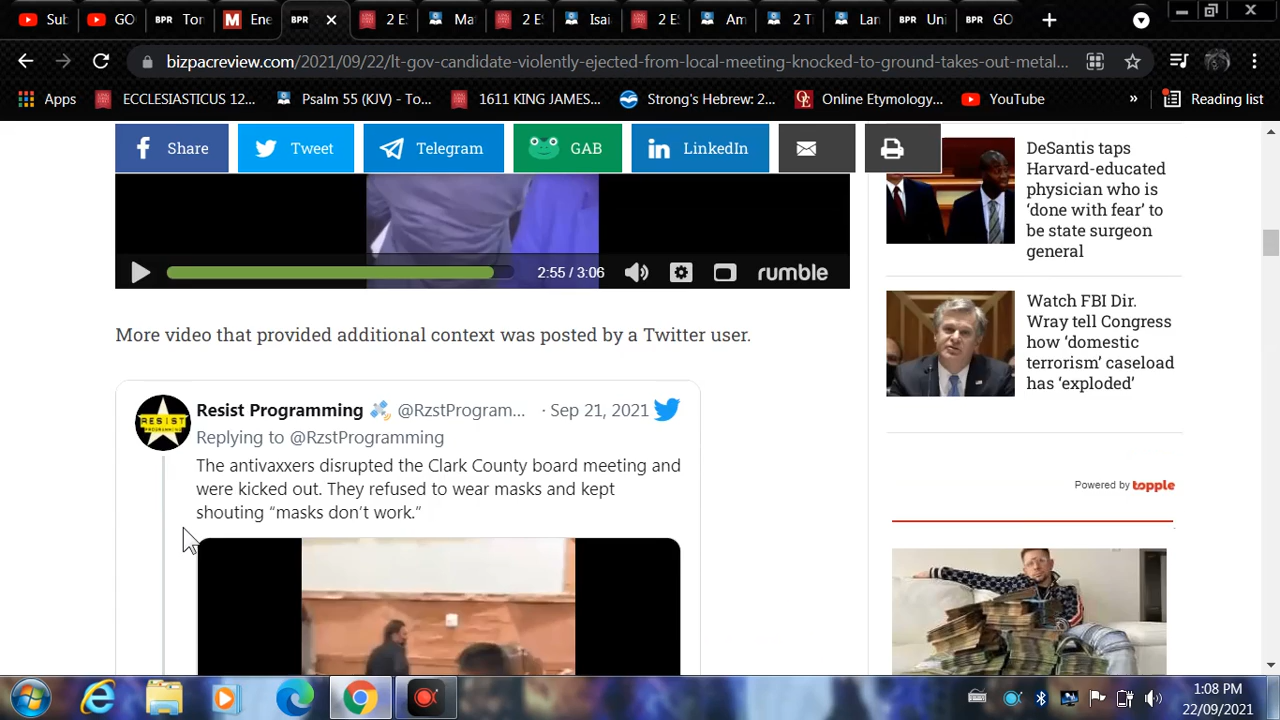 Sub
GO
BPR Tor
M Ene
BPR
2 E
Ma
2 E
Isai
2 E
Am
2 T
Lan
BPR Uni
BPR GO
bizpacreview.com/2021/09/22/lt-gov-candidate-violently-ejected-from-local-meeting-knocked-to-ground-takes-out-metal...
Apps
ECCLESIASTICUS 12...
Psalm 55 (KJV) - To...
1611 KING JAMES...
Strong's Hebrew: 2...
Online Etymology...
YouTube
»
Reading list
Share
Tweet
Telegram
GAB
LinkedIn
2:55 / 3:06
rumble
More video that provided additional context was posted by a Twitter user.
RESIST
Resist Programming @RzstProgram... · Sep 21, 2021
Replying to @RzstProgramming
The antivaxxers disrupted the Clark County board meeting and
were kicked out. They refused to wear masks and kept
shouting “masks don’t work.“
DeSantis taps
Harvard-educated
physician who is
‘done with fear’ to
be state surgeon
general
Watch FBI Dir.
Wray tell Congress
how ‘domestic
terrorism’ caseload
has ‘exploded’
Powered by topple
1:08 PM
22/09/2021